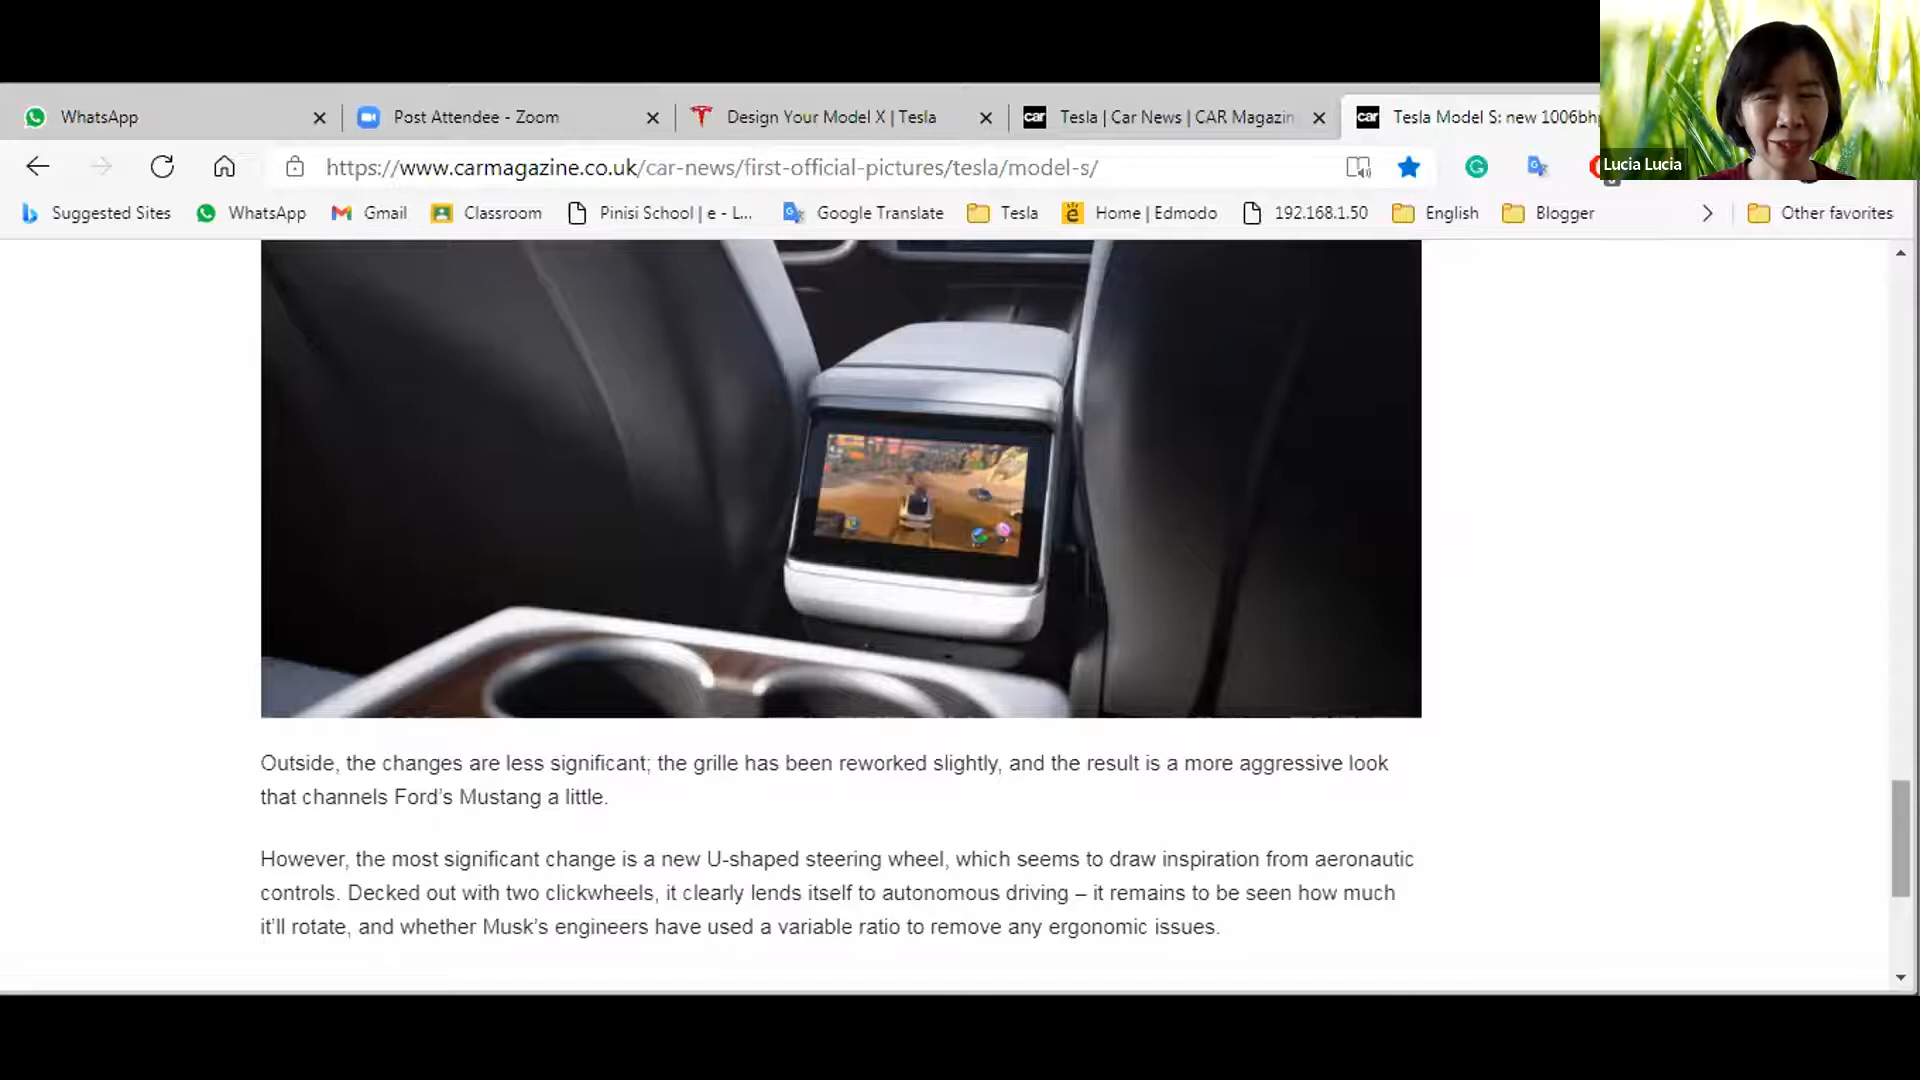 WhatsApp
Post Attendee - Zoom
Design Your Model X | Tesla
Tesla | Car News | CAR Magazin
Tesla Model S: new 1006bhp
Lucia Lucia
https://www.carmagazine.co.uk/car-news/first-official-pictures/tesla/model-s/
Suggested Sites
WhatsApp
Gmail
Classroom
Pinisi School | e - L...
Google Translate
Tesla
Home | Edmodo
192.168.1.50
English
Blogger
Other favorites
Outside, the changes are less significant; the grille has been reworked slightly, and the result is a more aggressive look
that channels Ford’s Mustang a little.
However, the most significant change is a new U-shaped steering wheel, which seems to draw inspiration from aeronautic
controls. Decked out with two clickwheels, it clearly lends itself to autonomous driving – it remains to be seen how much
it’ll rotate, and whether Musk’s engineers have used a variable ratio to remove any ergonomic issues.